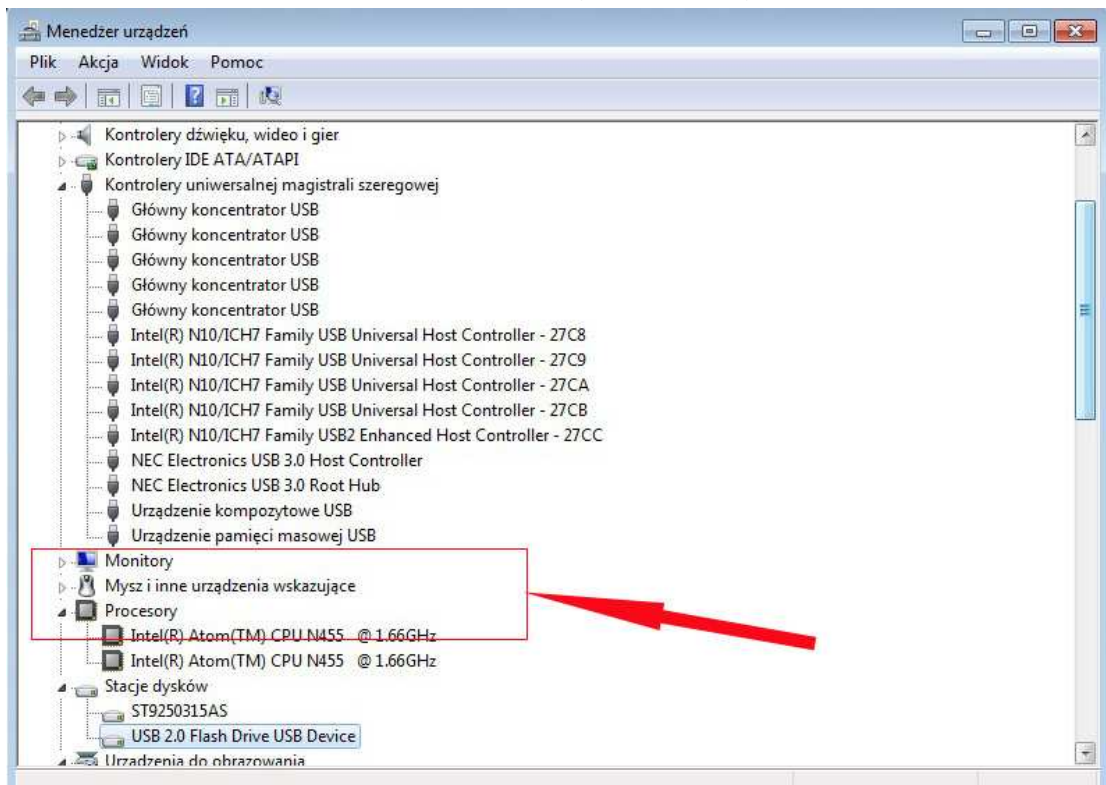 Menedżer urządzeń
Plik Akcja Widok Pomoc
Kontrolery dźwięku, wideo i gier
Kontrolery IDE ATA/ATAPI
Kontrolery uniwersalnej magistrali szeregowej
Główny koncentrator USB
Główny koncentrator USB
Główny koncentrator USB
Główny koncentrator USB
Główny koncentrator USB
Intel(R) N10/ICH7 Family USB Universal Host Controller - 27C8
Intel(R) N10/ICH7 Family USB Universal Host Controller - 27C9
Intel(R) N10/ICH7 Family USB Universal Host Controller - 27CA
Intel(R) N10/ICH7 Family USB Universal Host Controller - 27CB
Intel(R) N10/ICH7 Family USB2 Enhanced Host Controller - 27CC
NEC Electronics USB 3.0 Host Controller
NEC Electronics USB 3.0 Root Hub
Urządzenie kompozytowe USB
Urządzenie pamięci masowej USB
Monitory
Mysz i inne urządzenia wskazujące
Procesory
Intel(R) Atom(TM) CPU N455 @ 1.66GHz
Intel(R) Atom(TM) CPU N455 @ 1.66GHz
Stacje dysków
ST9250315AS
USB 2.0 Flash Drive USB Device
Urządzenia do obrazowania